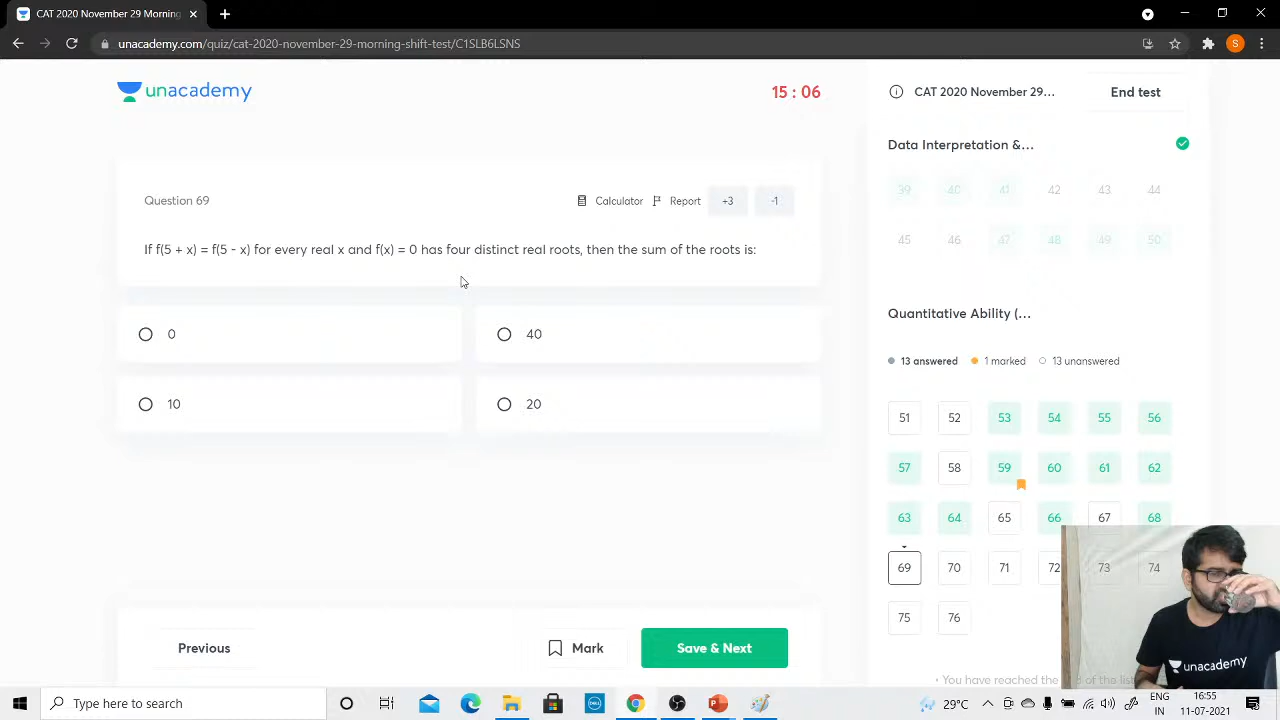 CAT 2020 November 29 Morning
unacademy.com/quiz/cat-2020-november-29-morning-shift-test/C1SLB6LSNS
S
unacademy
15 : 06
CAT 2020 November 29...
End test
Data Interpretation &...
39 40 41 42 43 44
45 46 47 48 49 50
Question 69
Calculator
Report
+3
-1
If f(5 + x) = f(5 - x) for every real x and f(x) = 0 has four distinct real roots, then the sum of the roots is:
0
40
10
20
Quantitative Ability (...
13 answered
1 marked
13 unanswered
51 52 53 54 55 56
57 58 59 60 61 62
63 64 65 66 67 68
69 70 71 72 73 74
75 76
Previous
Mark
Save & Next
unacademy
• You have reached the end of the list
Type here to search
29°C
ENG
IN
16:55
11-07-2021